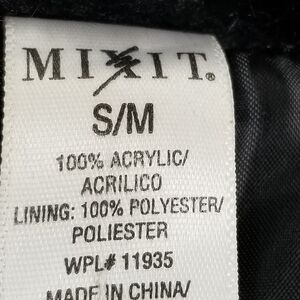 MIXIT®
S/M
100% ACRYLIC/
ACRILICO
LINING: 100% POLYESTER/
POLIESTER
WPL# 11935
MADE IN CHINA/